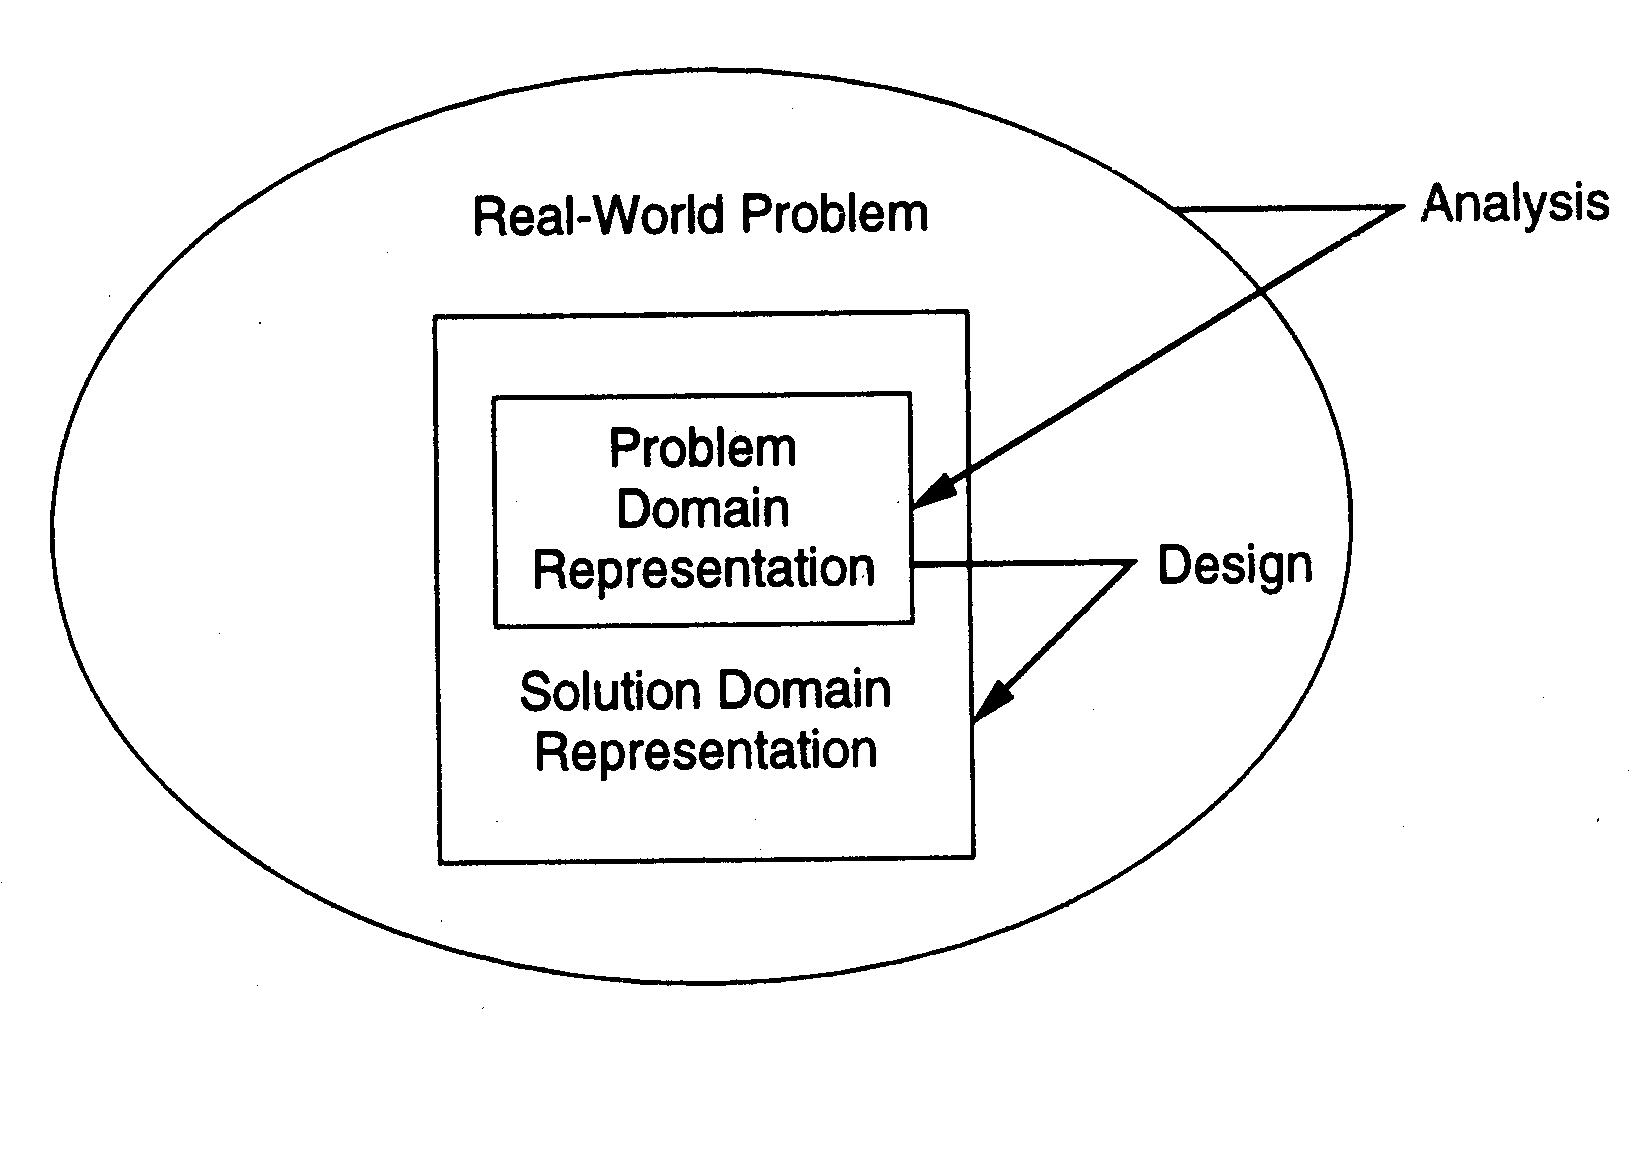 Real-World Problem
Analysis
Problem
Domain
Representation
Design
Solution Domain
Representation